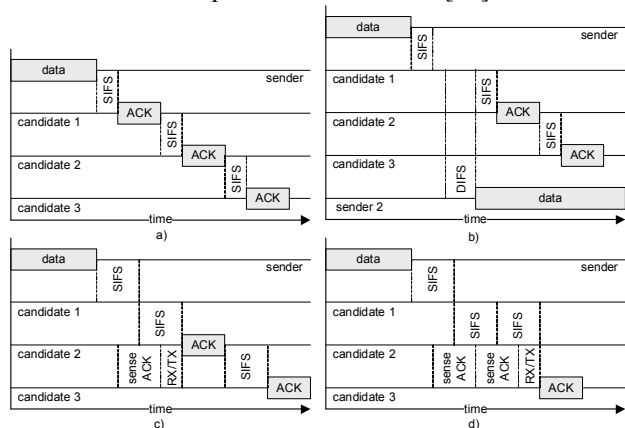 data
SIFS
sender
ACK
candidate 1
SIFS
ACK
candidate 2
SIFS
ACK
candidate 3
time
a)
data
SIFS
sender
candidate 1
SIFS
ACK
candidate 2
SIFS
ACK
candidate 3
DIFS
data
sender 2
time
b)
data
SIFS
sender
candidate 1
SIFS
ACK
candidate 2
sense
ACK
RX/TX
SIFS
ACK
candidate 3
time
c)
data
SIFS
sender
candidate 1
SIFS
SIFS
candidate 2
sense
ACK
sense
ACK
RX/TX
ACK
candidate 3
time
d)